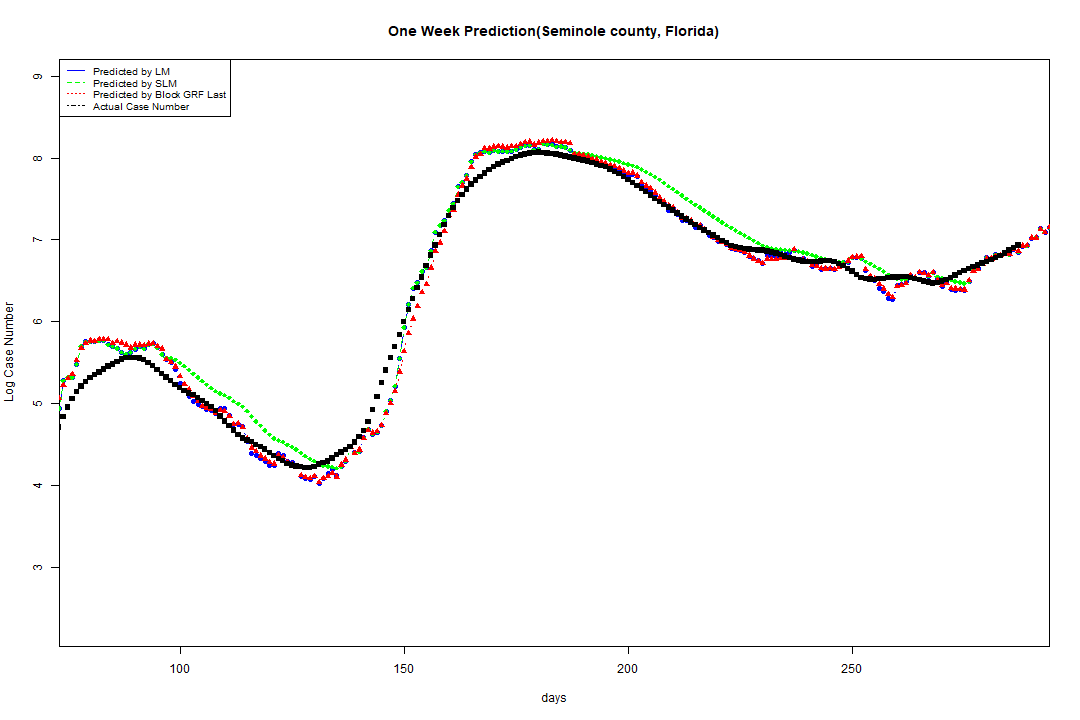 One Week Prediction(Seminole county, Florida)
Predicted by LM
Predicted by SLM
Predicted by Block GRF Last
Actual Case Number
9
8
7
6
5
4
3
Log Case Number
100 150 200 250
days